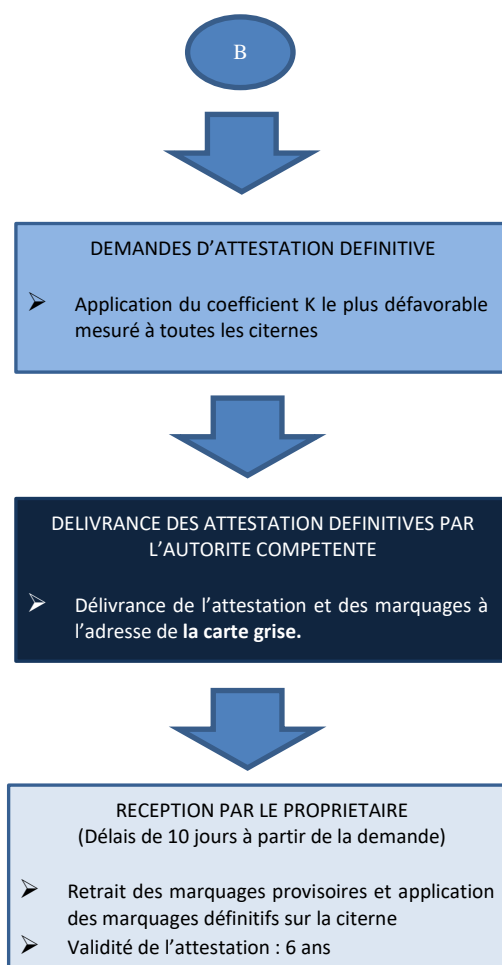 B
DEMANDES D'ATTESTATION DEFINITIVE
➢ Application du coefficient K le plus défavorable
mesuré à toutes les citernes
DELIVRANCE DES ATTESTATION DEFINITIVES PAR
L'AUTORITE COMPETENTE
➢ Délivrance de l'attestation et des marquages à
l'adresse de la carte grise.
RECEPTION PAR LE PROPRIETAIRE
(Délais de 10 jours à partir de la demande)
➢ Retrait des marquages provisoires et application
des marquages définitifs sur la citerne
➢ Validité de l'attestation : 6 ans